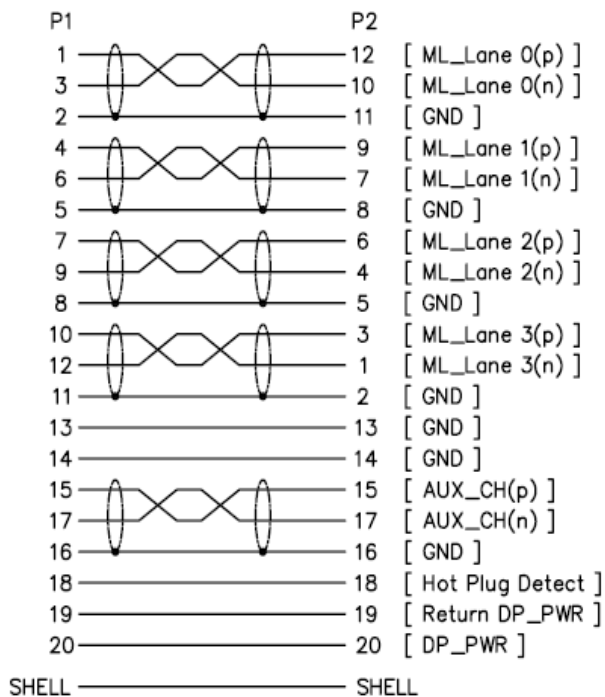 P1 P2
1 12 [ ML_Lane 0(p) ]
3 10 [ ML_Lane 0(n) ]
2 11 [ GND ]
4 9 [ ML_Lane 1(p) ]
6 7 [ ML_Lane 1(n) ]
5 8 [ GND ]
7 6 [ ML_Lane 2(p) ]
9 4 [ ML_Lane 2(n) ]
8 5 [ GND ]
10 3 [ ML_Lane 3(p) ]
12 1 [ ML_Lane 3(n) ]
11 2 [ GND ]
13 13 [ GND ]
14 14 [ GND ]
15 15 [ AUX_CH(p) ]
17 17 [ AUX_CH(n) ]
16 16 [ GND ]
18 18 [ Hot Plug Detect ]
19 19 [ Return DP_PWR ]
20 20 [ DP_PWR ]
SHELL SHELL